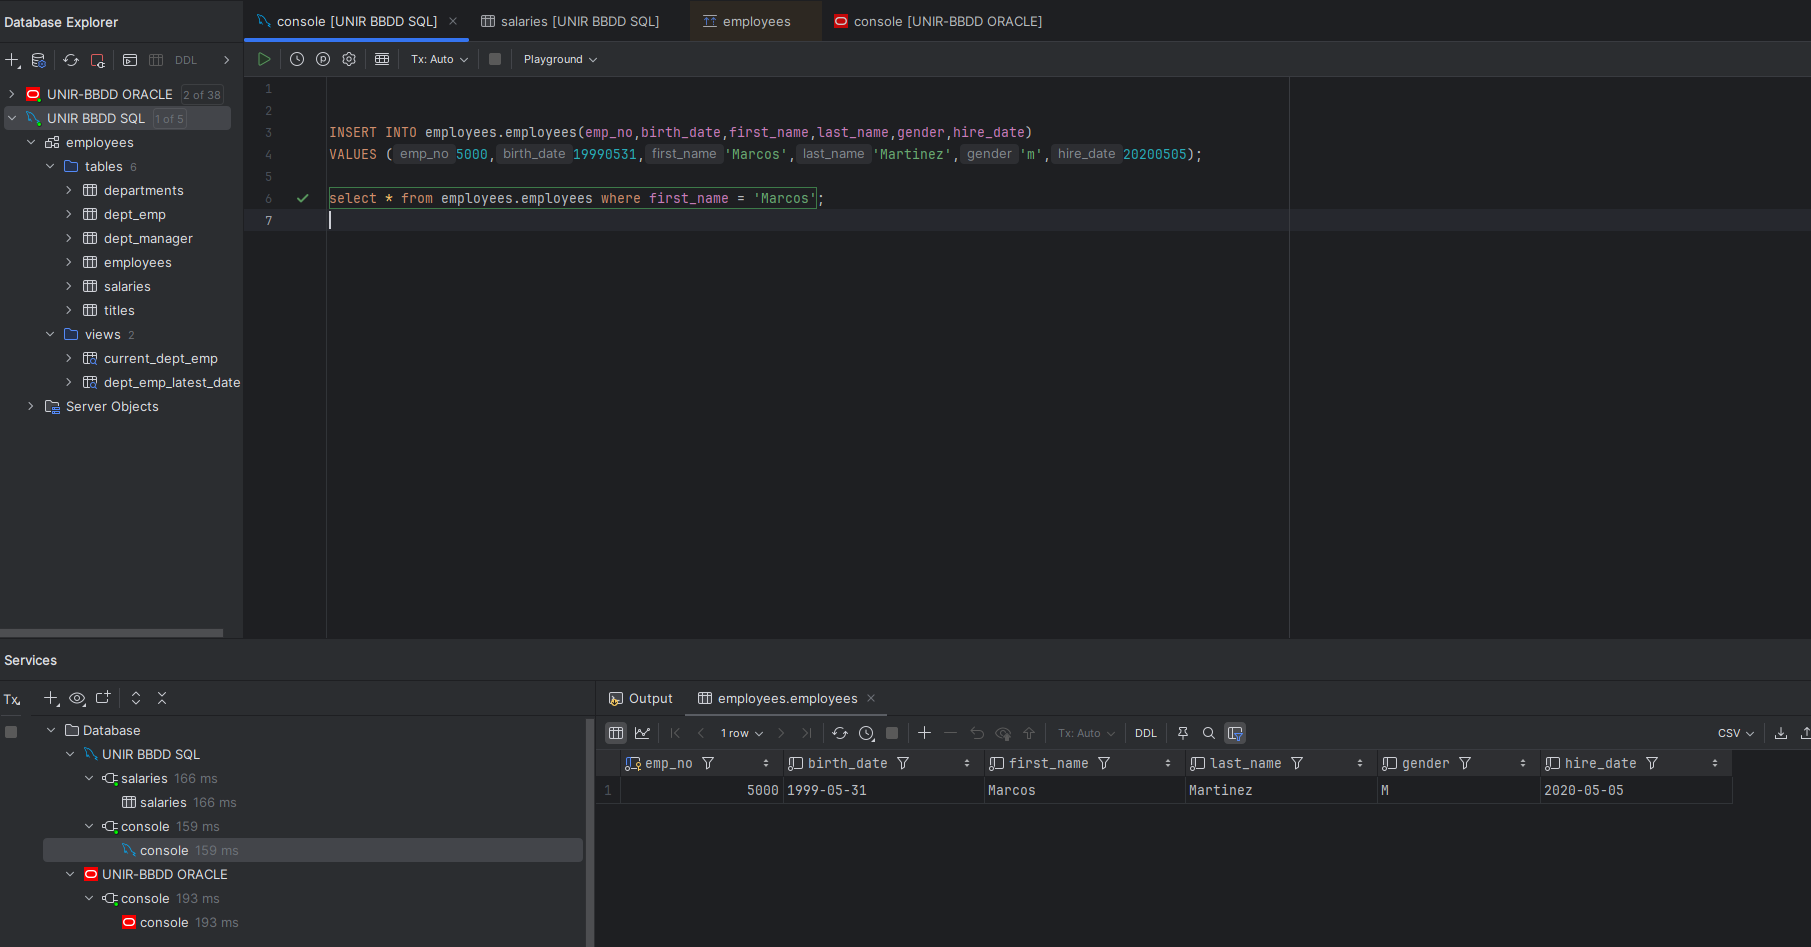 Database Explorer
console [UNIR BBDD SQL]
salaries [UNIR BBDD SQL]
employees
console [UNIR-BBDD ORACLE]
DDL
Tx: Auto
Playground
UNIR-BBDD ORACLE 2 of 38
UNIR BBDD SQL 1 of 5
employees
tables 6
departments
dept_emp
dept_manager
employees
salaries
titles
views 2
current_dept_emp
dept_emp_latest_date
Server Objects
1
2
3 INSERT INTO employees.employees(emp_no,birth_date,first_name,last_name,gender,hire_date)
4 VALUES ( emp_no 5000, birth_date 19990531, first_name 'Marcos', last_name 'Martinez', gender 'm', hire_date 20200505);
5
6 select * from employees.employees where first_name = 'Marcos';
7
Services
Tx
Database
UNIR BBDD SQL
salaries 166 ms
salaries 166 ms
console 159 ms
console 159 ms
UNIR-BBDD ORACLE
console 193 ms
console 193 ms
Output
employees.employees
1 row
Tx: Auto
DDL
CSV
emp_no birth_date first_name last_name gender hire_date
1 5000 1999-05-31 Marcos Martinez M 2020-05-05